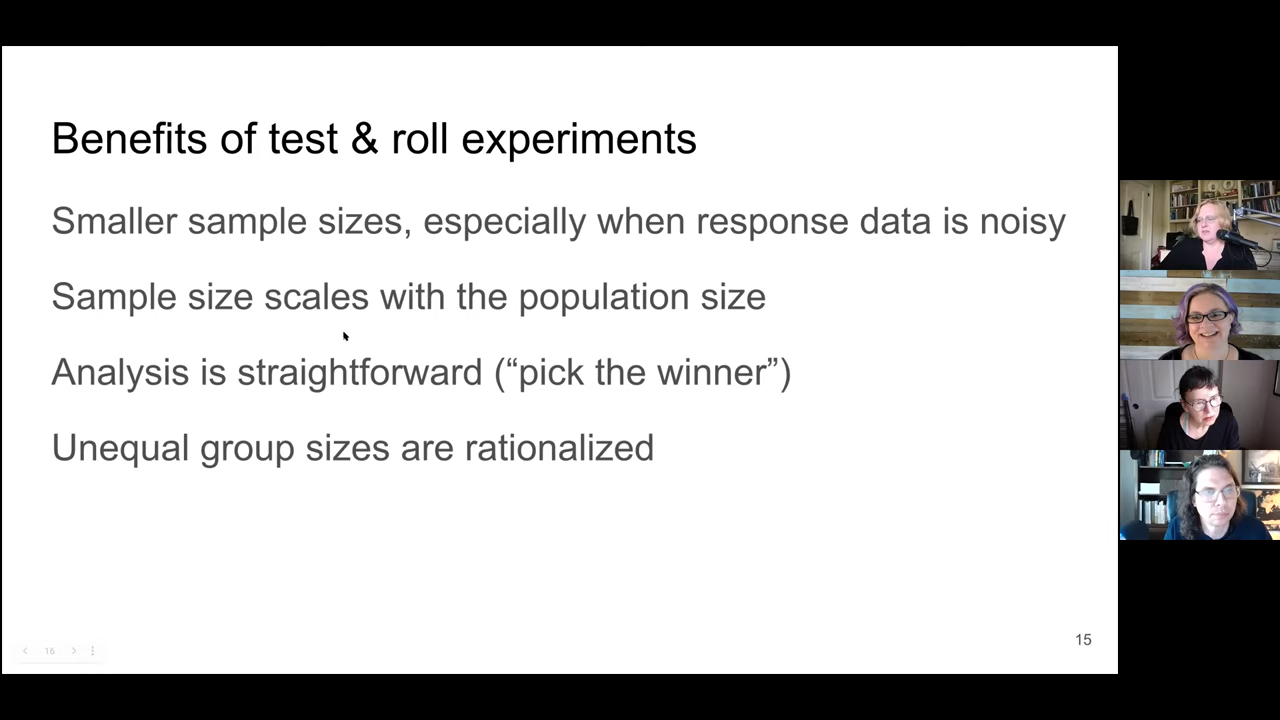 Benefits of test & roll experiments
Smaller sample sizes, especially when response data is noisy
Sample size scales with the population size
Analysis is straightforward (“pick the winner”)
Unequal group sizes are rationalized
15
16